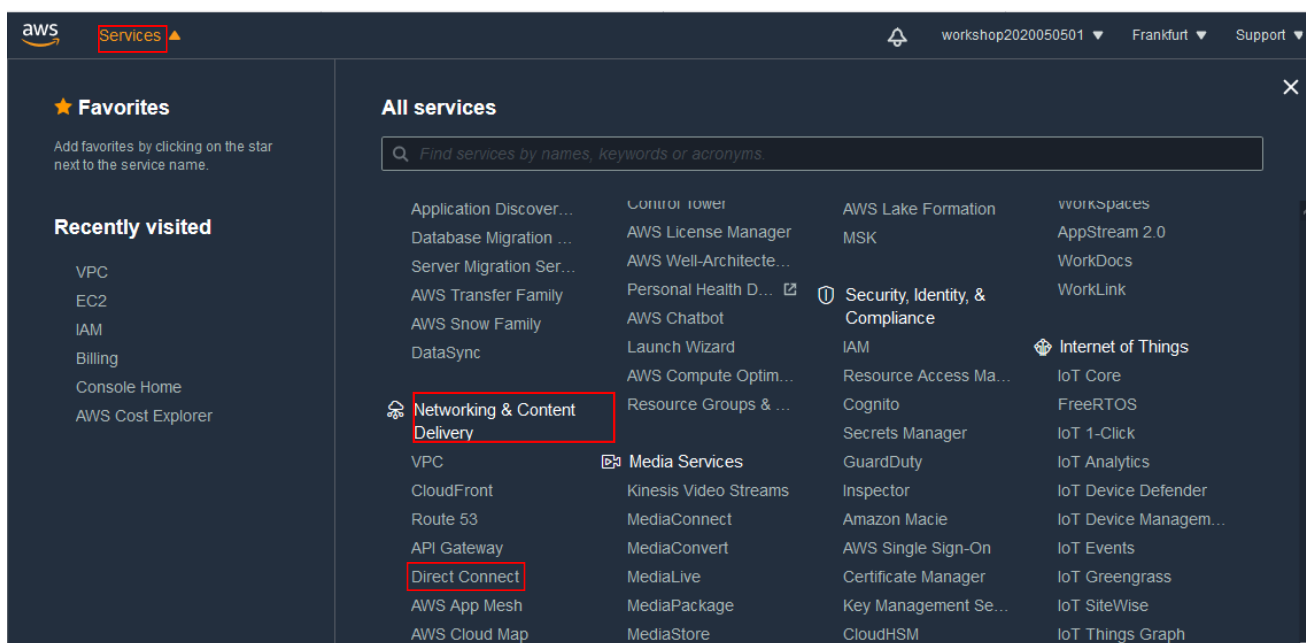 aws
Services
workshop2020050501
Frankfurt
Support
Favorites
Add favorites by clicking on the star
next to the service name.
Recently visited
VPC
EC2
IAM
Billing
Console Home
AWS Cost Explorer
All services
Find services by names, keywords or acronyms.
Application Discover...
Database Migration ...
Server Migration Ser...
AWS Transfer Family
AWS Snow Family
DataSync
Networking & Content
Delivery
VPC
CloudFront
Route 53
API Gateway
Direct Connect
AWS App Mesh
AWS Cloud Map
Control Tower
AWS License Manager
AWS Well-Architecte...
Personal Health D...
AWS Chatbot
Launch Wizard
AWS Compute Optim...
Resource Groups & ...
Media Services
Kinesis Video Streams
MediaConnect
MediaConvert
MediaLive
MediaPackage
MediaStore
AWS Lake Formation
MSK
Security, Identity, &
Compliance
IAM
Resource Access Ma...
Cognito
Secrets Manager
GuardDuty
Inspector
Amazon Macie
AWS Single Sign-On
Certificate Manager
Key Management Se...
CloudHSM
WorkSpaces
AppStream 2.0
WorkDocs
WorkLink
Internet of Things
IoT Core
FreeRTOS
IoT 1-Click
IoT Analytics
IoT Device Defender
IoT Device Managem...
IoT Events
IoT Greengrass
IoT SiteWise
IoT Things Graph